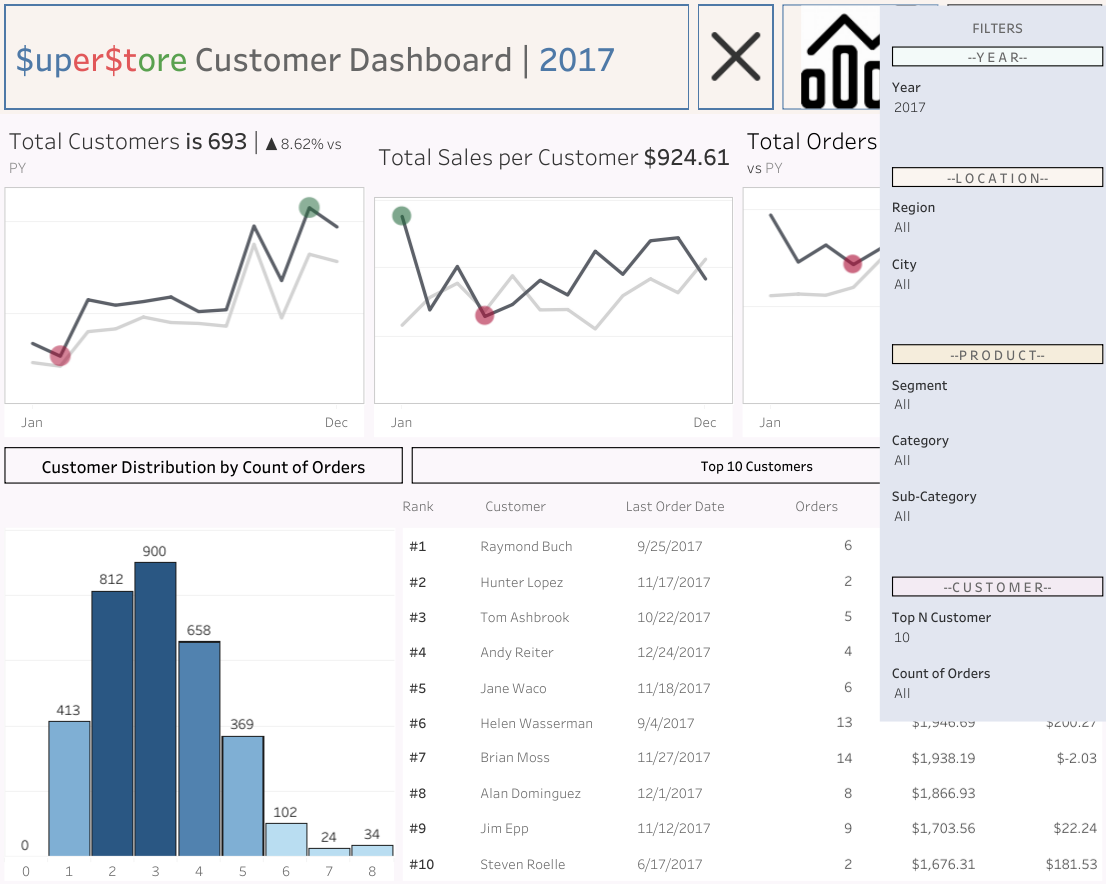 $uper$tore Customer Dashboard | 2017
FILTERS
--YEAR--
Year
2017
--LOCATION--
Region
All
City
All
--PRODUCT--
Segment
All
Category
All
Sub-Category
All
--CUSTOMER--
Top N Customer
10
Count of Orders
All
Total Customers is 693 | ▲ 8.62% vs
PY
Total Sales per Customer $924.61
Total Orders
vs PY
Jan Dec
Jan Dec
Jan
Customer Distribution by Count of Orders
900
812
658
413
369
102
24
34
0
0 1 2 3 4 5 6 7 8
Top 10 Customers
Rank Customer Last Order Date Orders
#1 Raymond Buch 9/25/2017 6
#2 Hunter Lopez 11/17/2017 2
#3 Tom Ashbrook 10/22/2017 5
#4 Andy Reiter 12/24/2017 4
#5 Jane Waco 11/18/2017 6
#6 Helen Wasserman 9/4/2017 13 $1,946.69 $200.27
#7 Brian Moss 11/27/2017 14 $1,938.19 $-2.03
#8 Alan Dominguez 12/1/2017 8 $1,866.93
#9 Jim Epp 11/12/2017 9 $1,703.56 $22.24
#10 Steven Roelle 6/17/2017 2 $1,676.31 $181.53